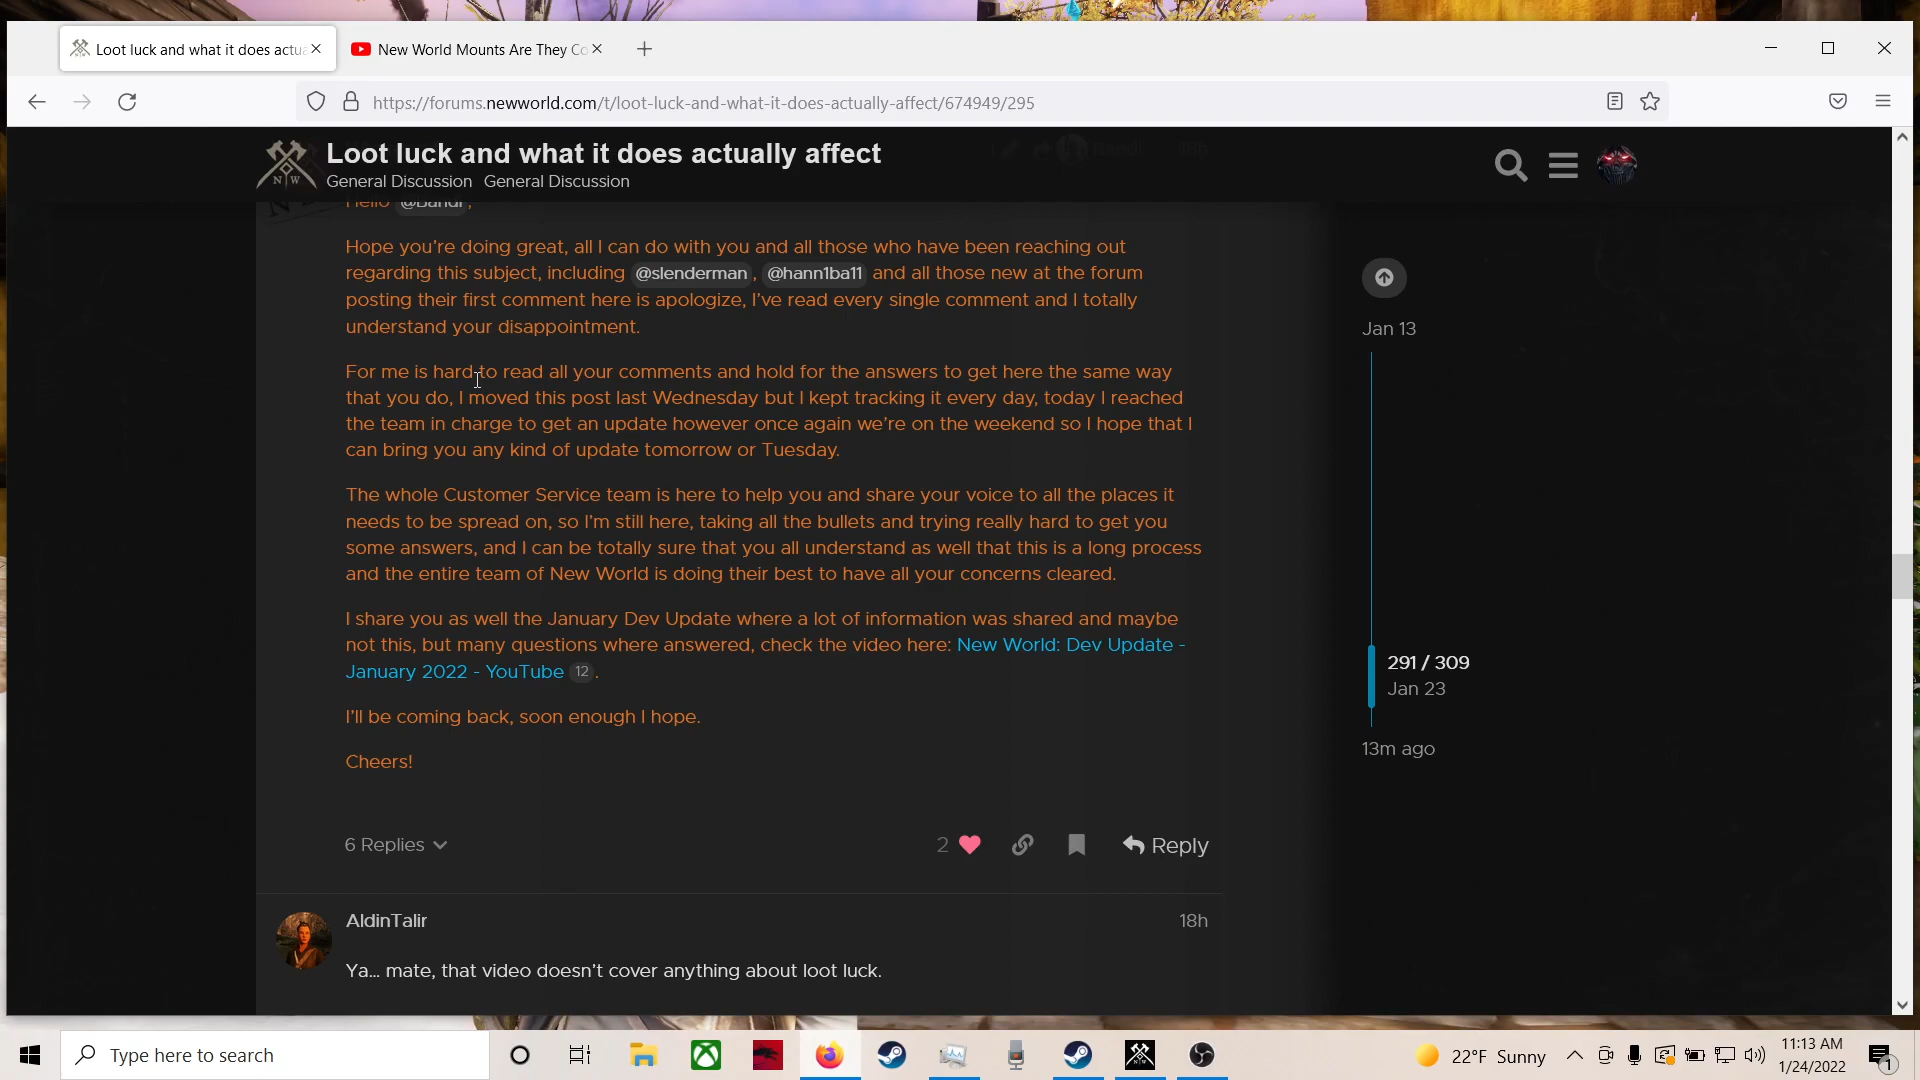 Loot luck and what it does actu
New World Mounts Are They Co
https://forums.newworld.com/t/loot-luck-and-what-it-does-actually-affect/674949/295
Loot luck and what it does actually affect
General Discussion General Discussion
N W
Hello @Bandi,
Hope you're doing great, all I can do with you and all those who have been reaching out
regarding this subject, including @slenderman, @hann1ba11 and all those new at the forum
posting their first comment here is apologize, I've read every single comment and I totally
understand your disappointment.
For me is hard to read all your comments and hold for the answers to get here the same way
that you do, I moved this post last Wednesday but I kept tracking it every day, today I reached
the team in charge to get an update however once again we're on the weekend so I hope that I
can bring you any kind of update tomorrow or Tuesday.
The whole Customer Service team is here to help you and share your voice to all the places it
needs to be spread on, so I'm still here, taking all the bullets and trying really hard to get you
some answers, and I can be totally sure that you all understand as well that this is a long process
and the entire team of New World is doing their best to have all your concerns cleared.
I share you as well the January Dev Update where a lot of information was shared and maybe
not this, but many questions where answered, check the video here: New World: Dev Update -
January 2022 - YouTube 12.
I'll be coming back, soon enough I hope.
Cheers!
6 Replies
2
Reply
AldinTalir
18h
Ya... mate, that video doesn't cover anything about loot luck.
Jan 13
291 / 309
Jan 23
13m ago
Type here to search
22°F Sunny
11:13 AM
1/24/2022
1